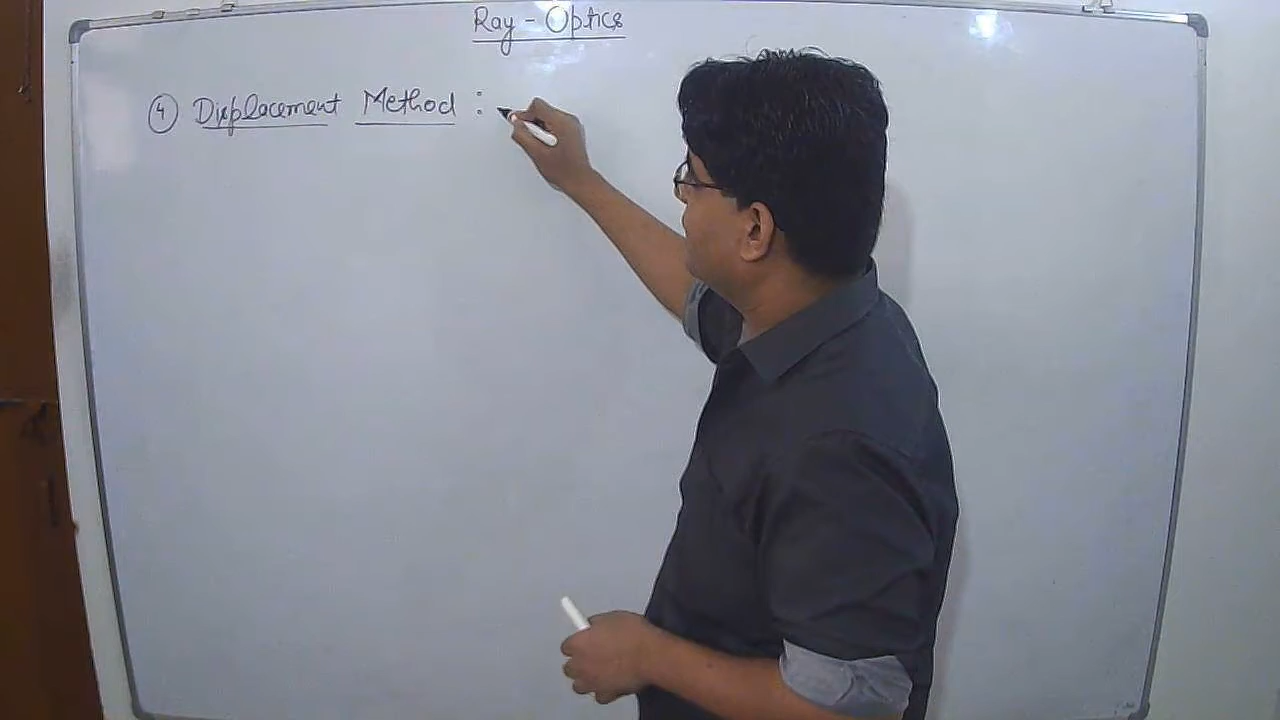 Ray - Optics
④ Displacement Method :